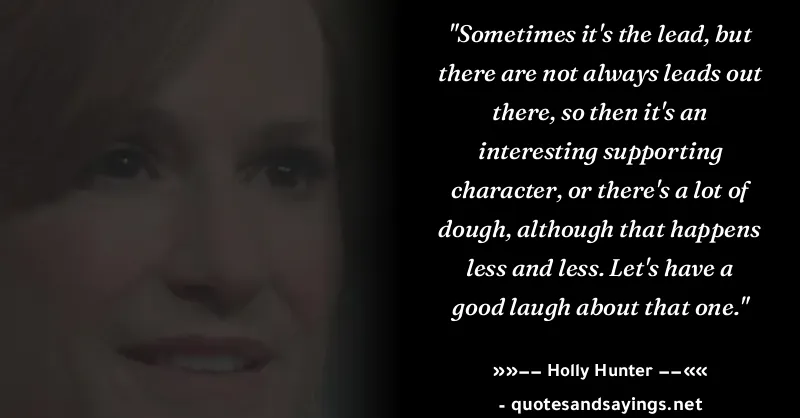 "Sometimes it's the lead, but
there are not always leads out
there, so then it's an
interesting supporting
character, or there's a lot of
dough, although that happens
less and less. Let's have a
good laugh about that one."
»»−− Holly Hunter −−««
- quotesandsayings.net